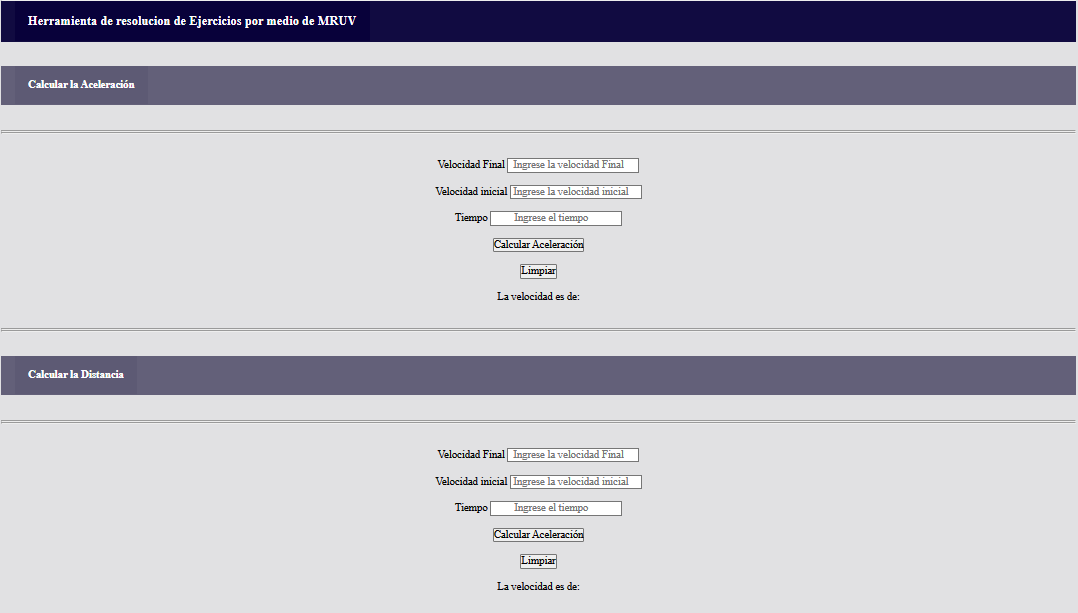 Herramienta de resolucion de Ejercicios por medio de MRUV
Calcular la Aceleración
Velocidad Final Ingrese la velocidad Final
Velocidad inicial Ingrese la velocidad inicial
Tiempo Ingrese el tiempo
Calcular Aceleración
Limpiar
La velocidad es de:
Calcular la Distancia
Velocidad Final Ingrese la velocidad Final
Velocidad inicial Ingrese la velocidad inicial
Tiempo Ingrese el tiempo
Calcular Aceleración
Limpiar
La velocidad es de: